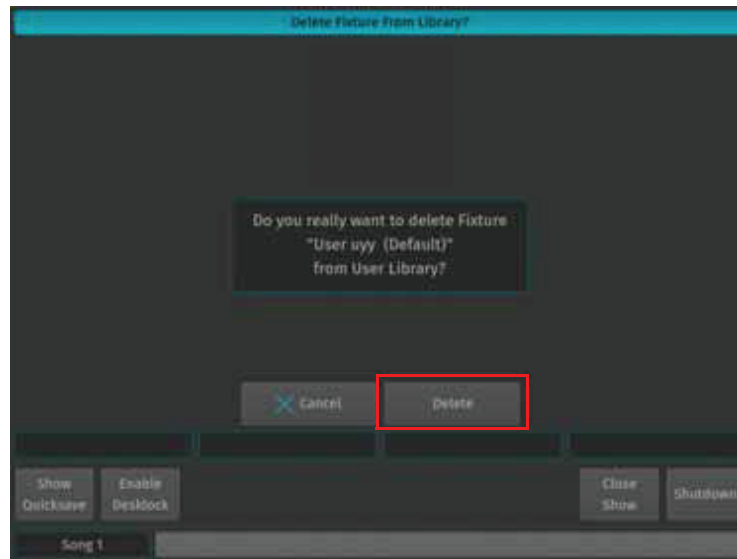 Delete Fixture From Library?
Do you really want to delete Fixture
"User uyy (Default)"
from User Library?
Cancel
Delete
Show
Quicksave
Enable
Desklock
Close
Show
Shutdown
Song 1